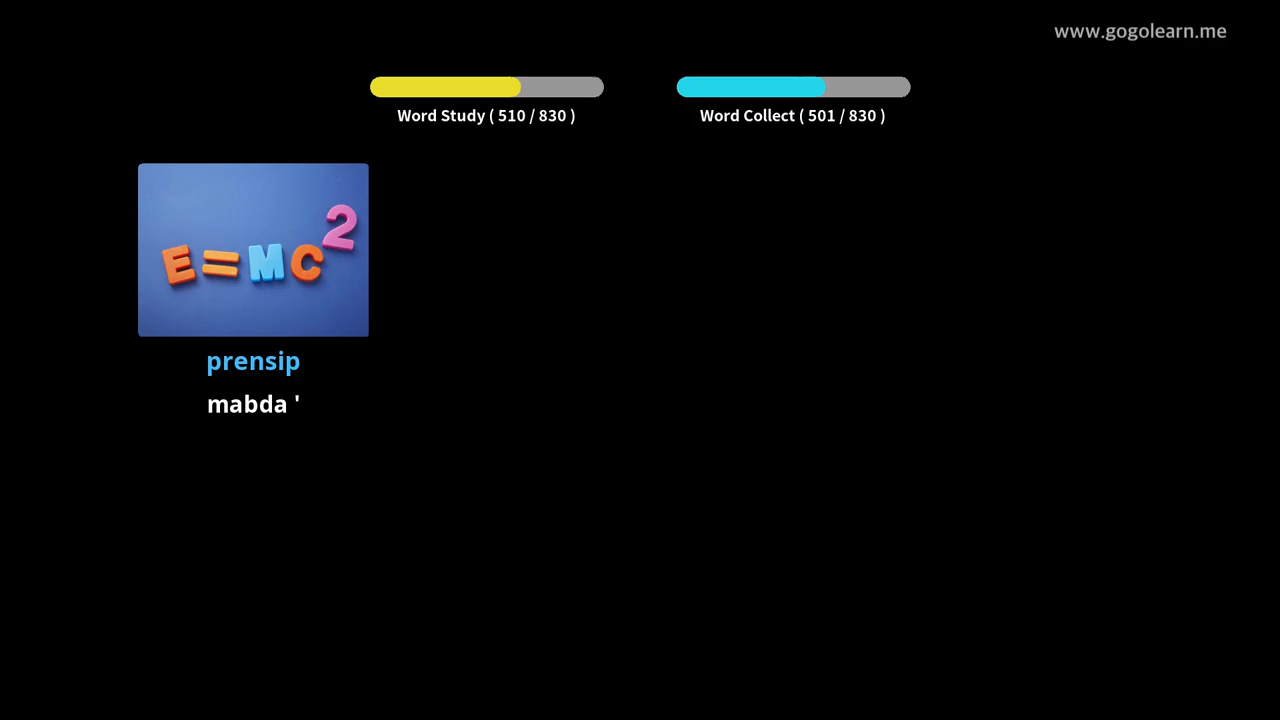 www.gogolearn.me
Word Study ( 510 / 830 )
Word Collect ( 501 / 830 )
E=MC2
prensip
mabda '